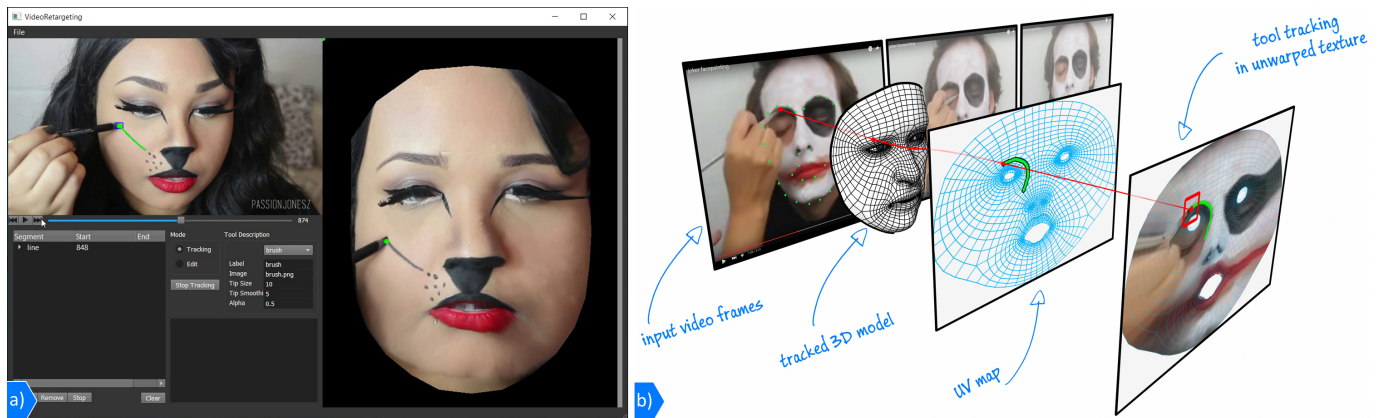 VideoRetargeting
File
PASSIONJONESZ
874
Segment Start End
line 848
Mode
Tracking
Edit
Stop Tracking
Tool Description
brush
Label brush
Image brush.png
Tip Size 10
Tip Smoothi 5
Alpha 0.5
Remove Stop Clear
a)
joker facepainting
input video frames
tracked 3D model
UV map
tool tracking
in unwarped texture
b)